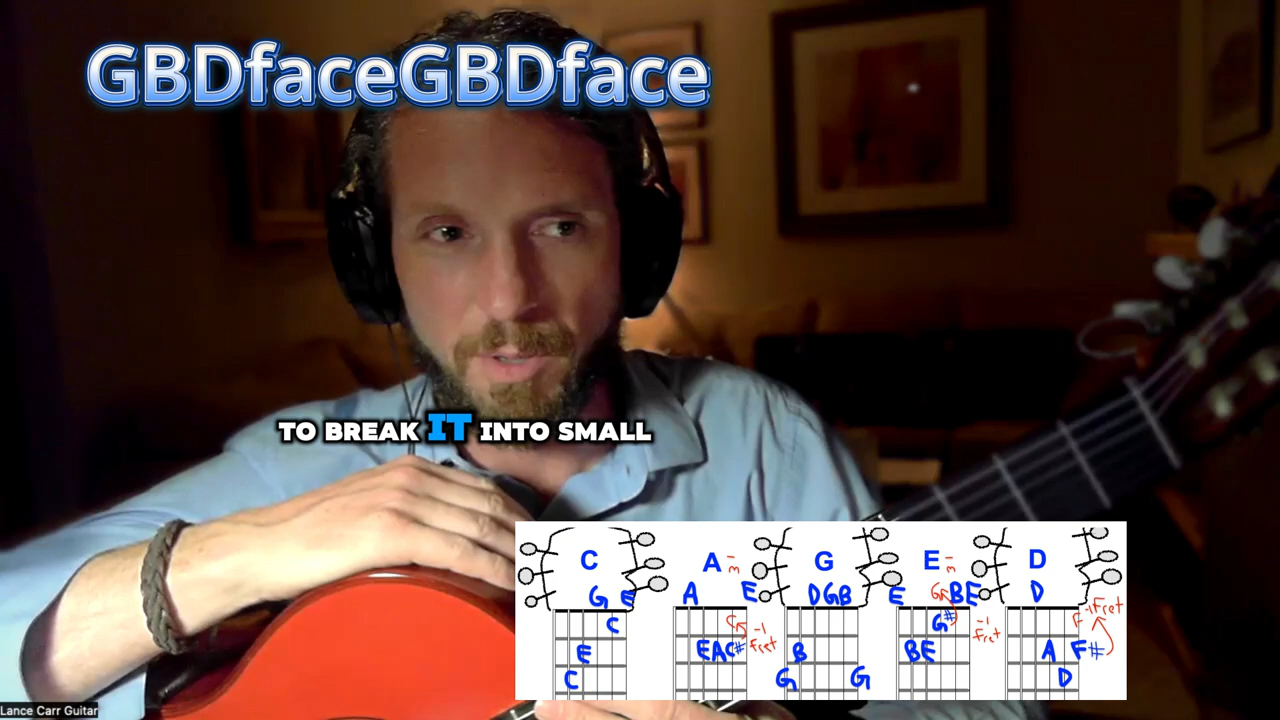 GBDfaceGBDface
TO BREAK IT INTO SMALL
C A-m G E-m D
G E A E DGB E G BE D
C C G# -1 fret F -1 fret
E EAC# -1 fret B BE A F#
C G G D
Lance Carr Guitar